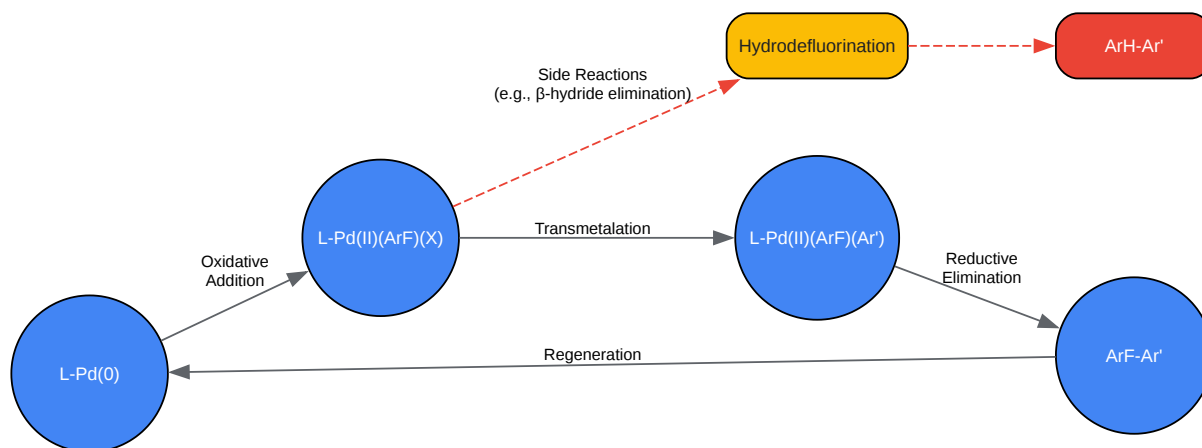 Hydrodefluorination
ArH-Ar'
Side Reactions
(e.g., β-hydride elimination)
L-Pd(II)(ArF)(X)
Transmetalation
L-Pd(II)(ArF)(Ar')
Oxidative
Addition
Reductive
Elimination
Regeneration
ArF-Ar'
L-Pd(0)